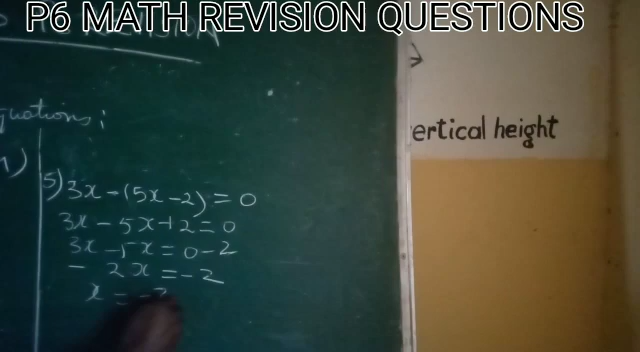 P6 MATH REVISION QUESTIONS
quations;
5) 3x - (5x - 2) = 0
3x - 5x + 2 = 0
3x - 5x = 0 - 2
- 2x = - 2
x =
ertical height